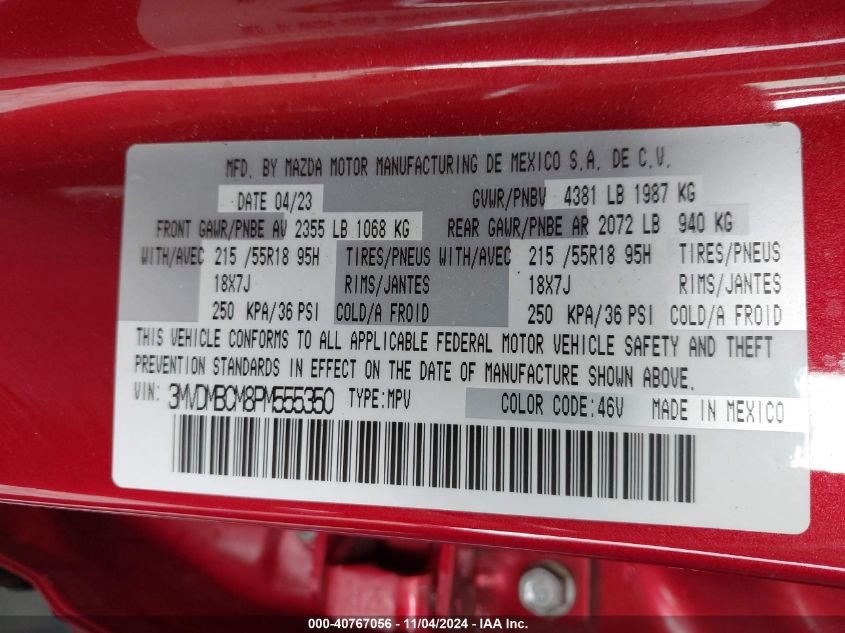 MFD. BY MAZDA MOTOR MANUFACTURING DE MEXICO S.A. DE C.V.
DATE 04/23 GVWR/PNBV 4381 LB 1987 KG
FRONT GAWR/PNBE AV 2355 LB 1068 KG REAR GAWR/PNBE AR 2072 LB 940 KG
WITH/AVEC 215 /55R18 95H TIRES/PNEUS WITH/AVEC 215 /55R18 95H TIRES/PNEUS
18X7J RIMS/JANTES 18X7J RIMS/JANTES
250 KPA/36 PSI COLD/A FROID 250 KPA/36 PSI COLD/A FROID
THIS VEHICLE CONFORMS TO ALL APPLICABLE FEDERAL MOTOR VEHICLE SAFETY AND THEFT
PREVENTION STANDARDS IN EFFECT ON THE DATE OF MANUFACTURE SHOWN ABOVE.
VIN: 3MVDMBCM8PM555350 TYPE:MPV COLOR CODE:46V MADE IN MEXICO
000-40767056 - 11/04/2024 - IAA Inc.